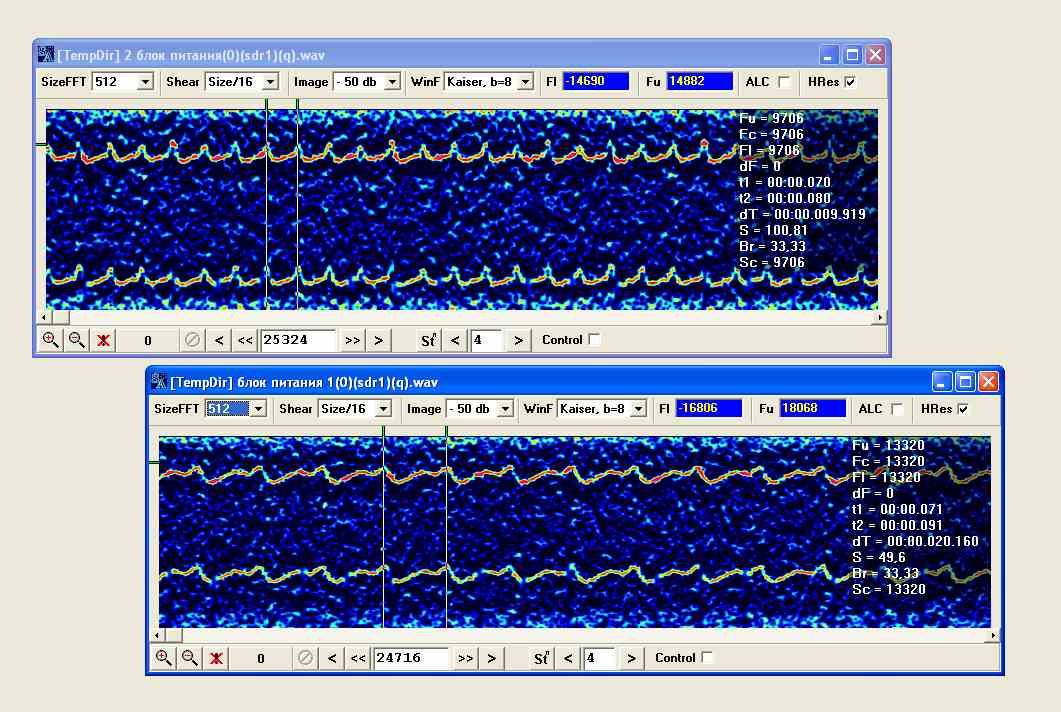 [TempDir] 2 блок питания(0)(sdr1)(q).wav
SizeFFT 512 Shear Size/16 Image - 50 db WinF Kaiser, b=8 Fl -14690 Fu 14882 ALC HRes
Fu = 9706
Fc = 9706
Fl = 9706
dF = 0
t1 = 00:00.070
t2 = 00:00.080
dT = 00:00.009.919
S = 100,81
Br = 33,33
Sc = 9706
0 < << 25324 >> > St < 4 > Control
[TempDir] блок питания 1(0)(sdr1)(q).wav
SizeFFT 512 Shear Size/16 Image - 50 db WinF Kaiser, b=8 Fl -16806 Fu 18068 ALC HRes
Fu = 13320
Fc = 13320
Fl = 13320
dF = 0
t1 = 00:00.071
t2 = 00:00.091
dT = 00:00.020.160
S = 49,6
Br = 33,33
Sc = 13320
0 < << 24716 >> > St < 4 > Control